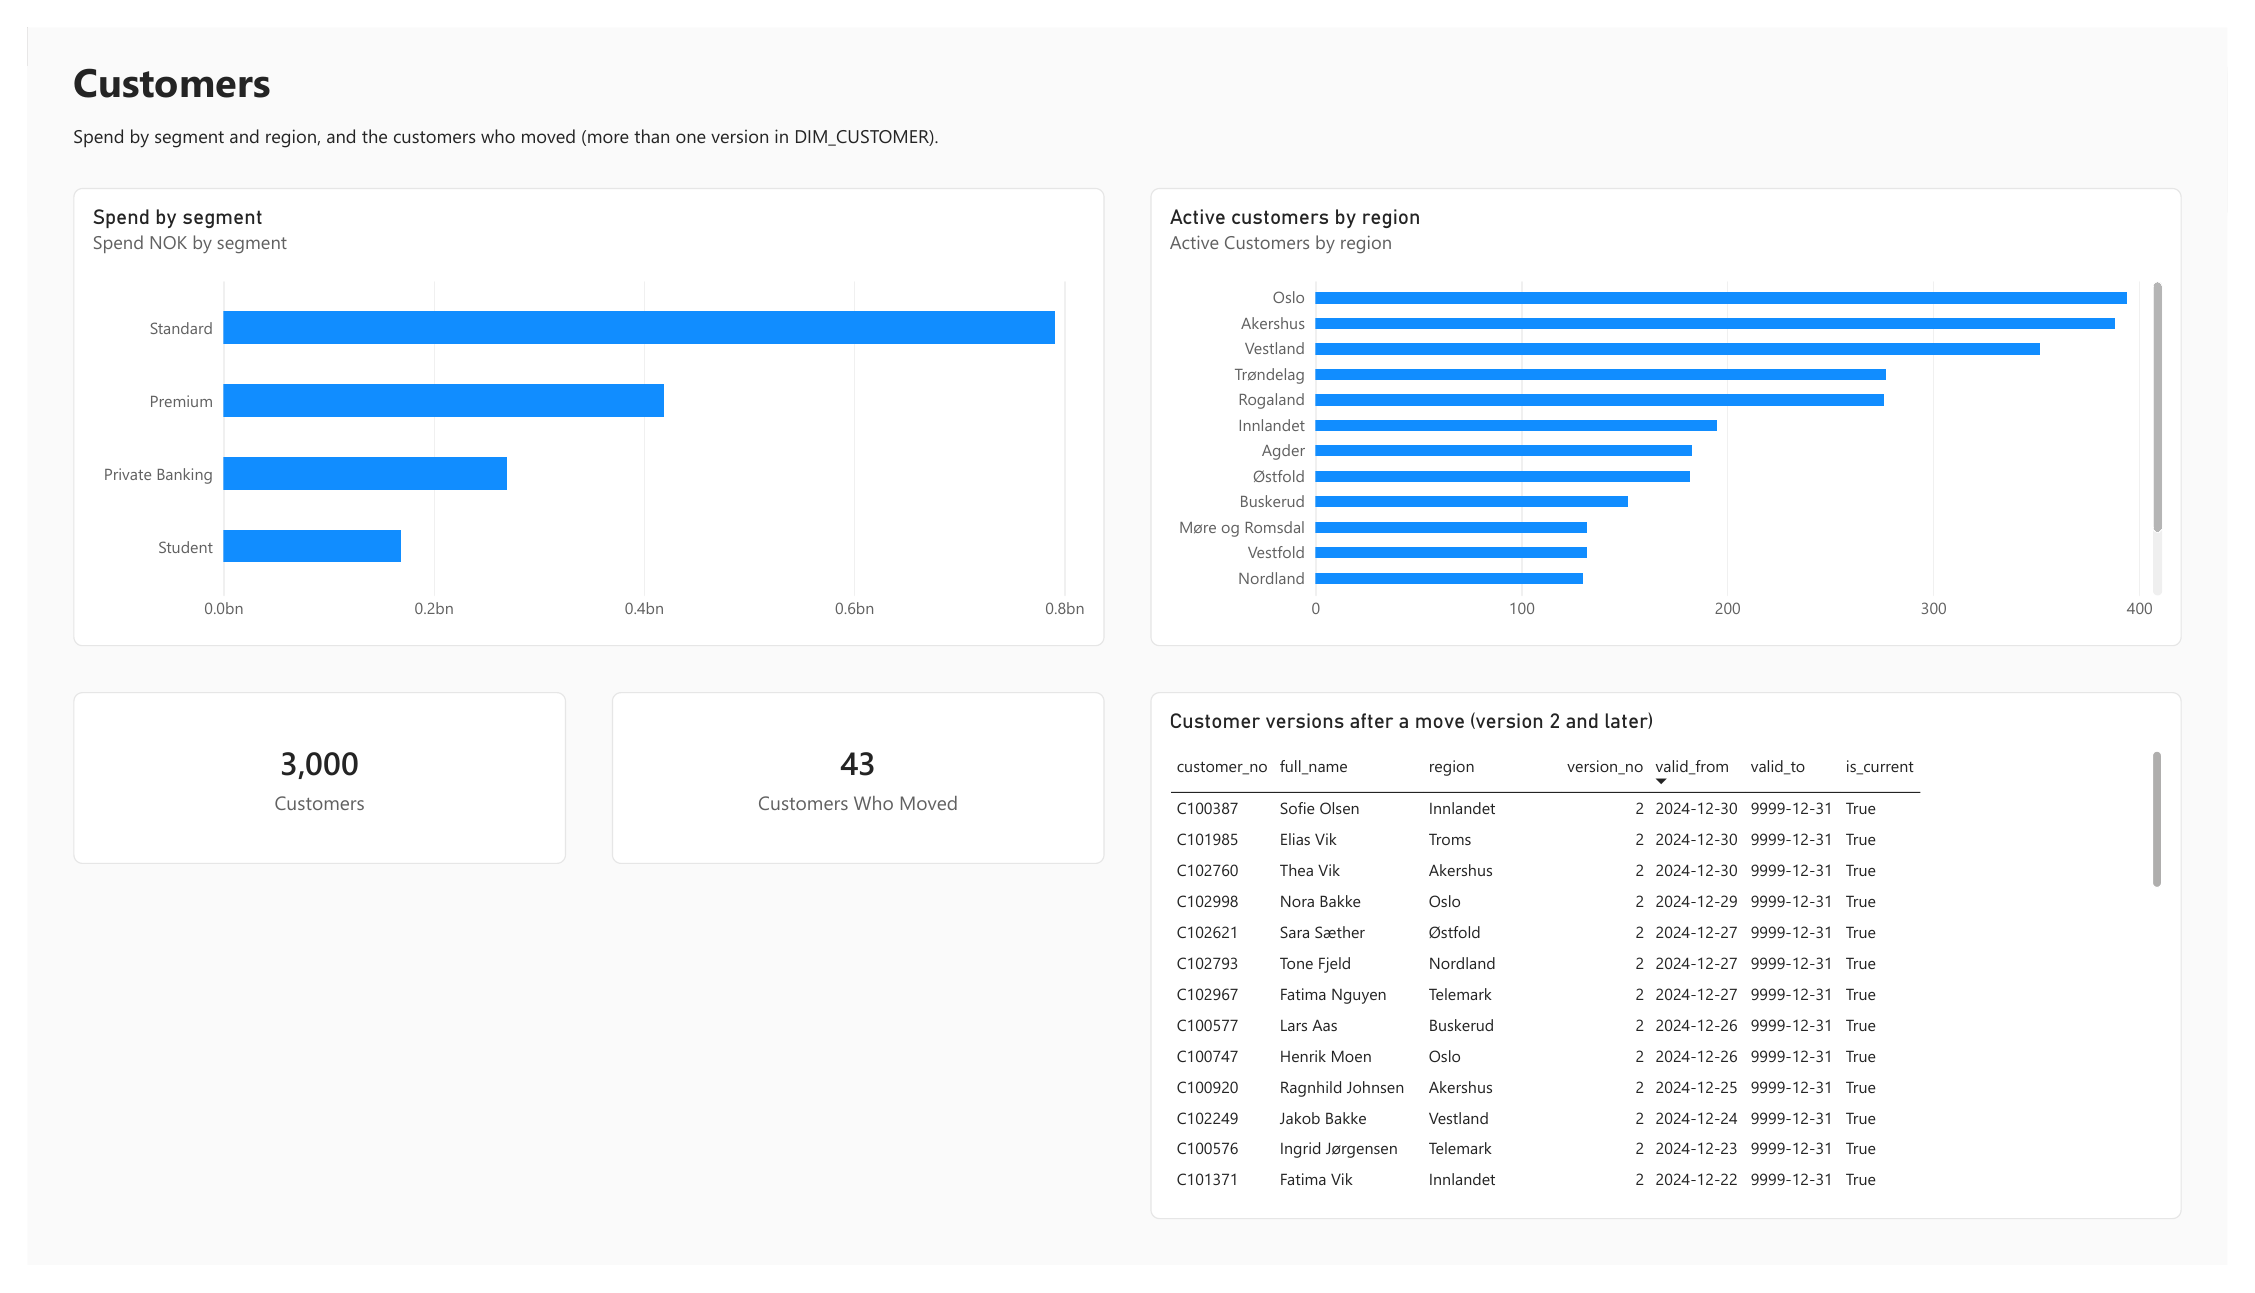 Customers
Spend by segment and region, and the customers who moved (more than one version in DIM_CUSTOMER).
Spend by segment
Spend NOK by segment
Standard
Premium
Private Banking
Student
0.0bn 0.2bn 0.4bn 0.6bn 0.8bn
Active customers by region
Active Customers by region
Oslo
Akershus
Vestland
Trøndelag
Rogaland
Innlandet
Agder
Østfold
Buskerud
Møre og Romsdal
Vestfold
Nordland
0 100 200 300 400
3,000
Customers
43
Customers Who Moved
Customer versions after a move (version 2 and later)
customer_no full_name region version_no valid_from valid_to is_current
C100387 Sofie Olsen Innlandet 2 2024-12-30 9999-12-31 True
C101985 Elias Vik Troms 2 2024-12-30 9999-12-31 True
C102760 Thea Vik Akershus 2 2024-12-30 9999-12-31 True
C102998 Nora Bakke Oslo 2 2024-12-29 9999-12-31 True
C102621 Sara Sæther Østfold 2 2024-12-27 9999-12-31 True
C102793 Tone Fjeld Nordland 2 2024-12-27 9999-12-31 True
C102967 Fatima Nguyen Telemark 2 2024-12-27 9999-12-31 True
C100577 Lars Aas Buskerud 2 2024-12-26 9999-12-31 True
C100747 Henrik Moen Oslo 2 2024-12-26 9999-12-31 True
C100920 Ragnhild Johnsen Akershus 2 2024-12-25 9999-12-31 True
C102249 Jakob Bakke Vestland 2 2024-12-24 9999-12-31 True
C100576 Ingrid Jørgensen Telemark 2 2024-12-23 9999-12-31 True
C101371 Fatima Vik Innlandet 2 2024-12-22 9999-12-31 True